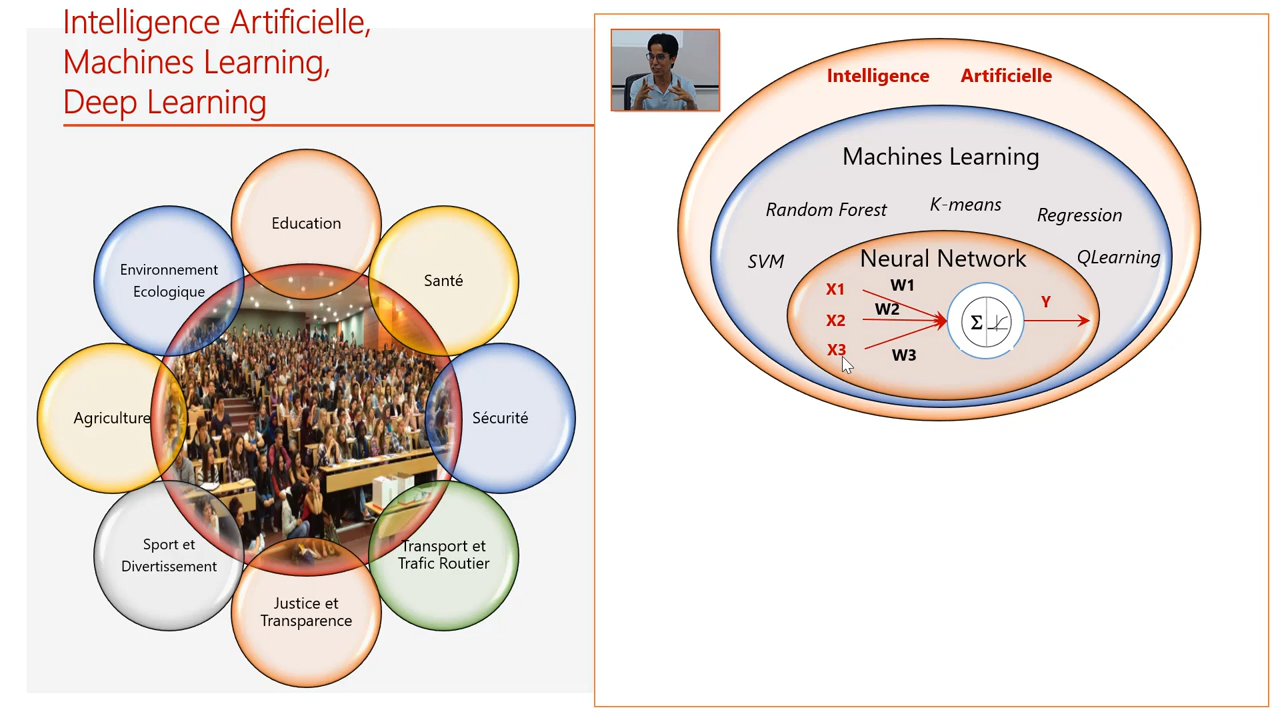 Intelligence Artificielle,
Machines Learning,
Deep Learning
Education
Santé
Sécurité
Transport et
Trafic Routier
Justice et
Transparence
Sport et
Divertissement
Agriculture
Environnement
Ecologique
Intelligence Artificielle
Machines Learning
Random Forest
K-means
Regression
SVM
QLearning
Neural Network
X1
W1
X2
W2
X3
W3
Σ
Y